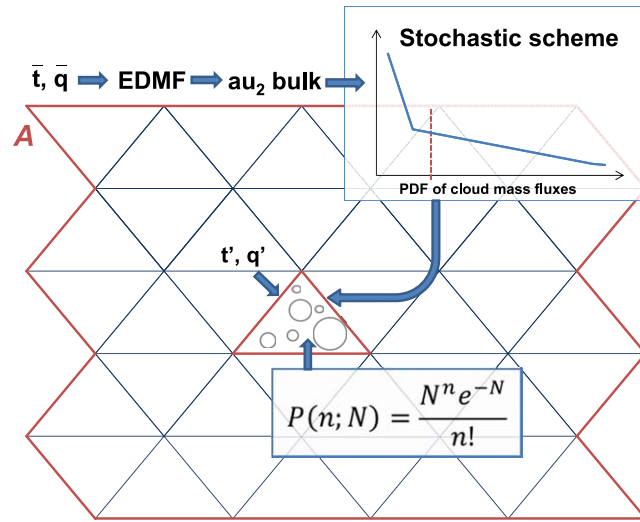 Stochastic scheme
t̅, q̅ EDMF au₂ bulk
A
PDF of cloud mass fluxes
t’, q’
P(n; N) = Nⁿe⁻ᴺ / n!